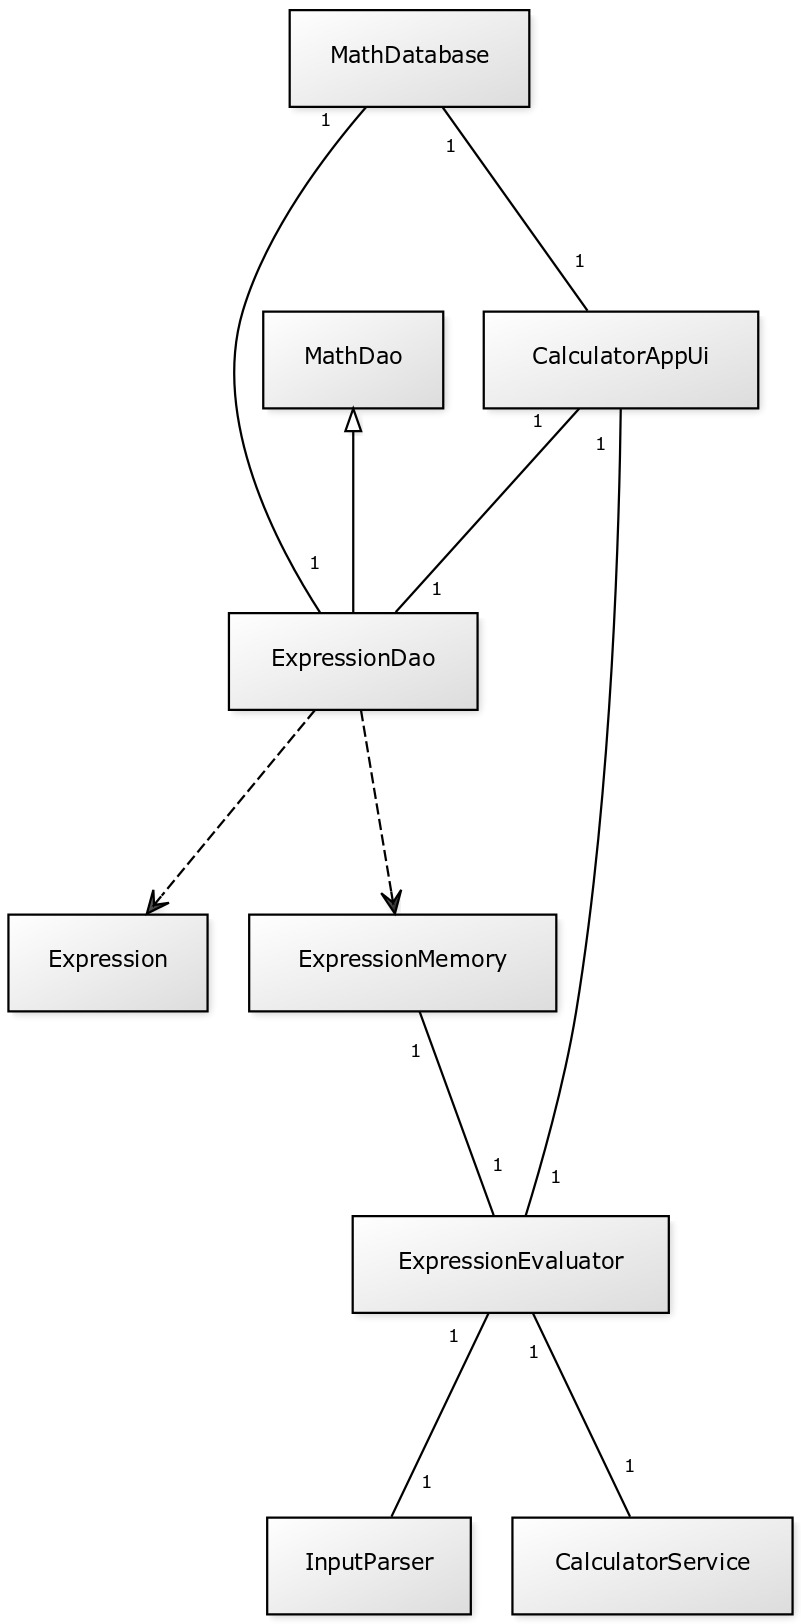 MathDatabase
1
1
1
MathDao
CalculatorAppUi
1
1
1
1
ExpressionDao
Expression
ExpressionMemory
1
1
1
ExpressionEvaluator
1
1
1
1
InputParser
CalculatorService